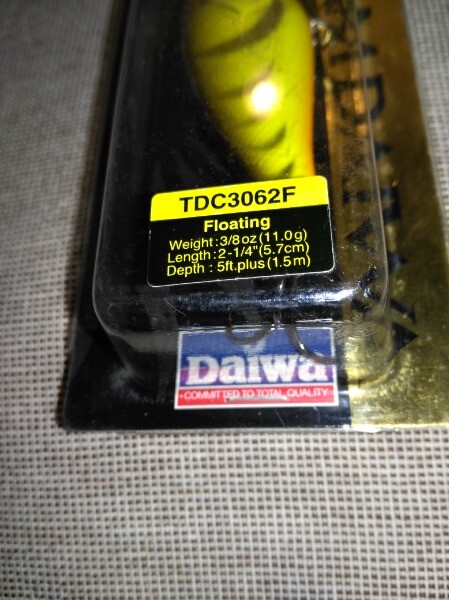 TDC3062F
Floating
Weight:3/8oz(11.0g)
Length:2-1/4"(5.7cm)
Depth : 5ft.plus(1.5m)
Daiwa
•COMMITTED TO TOTAL QUALITY•